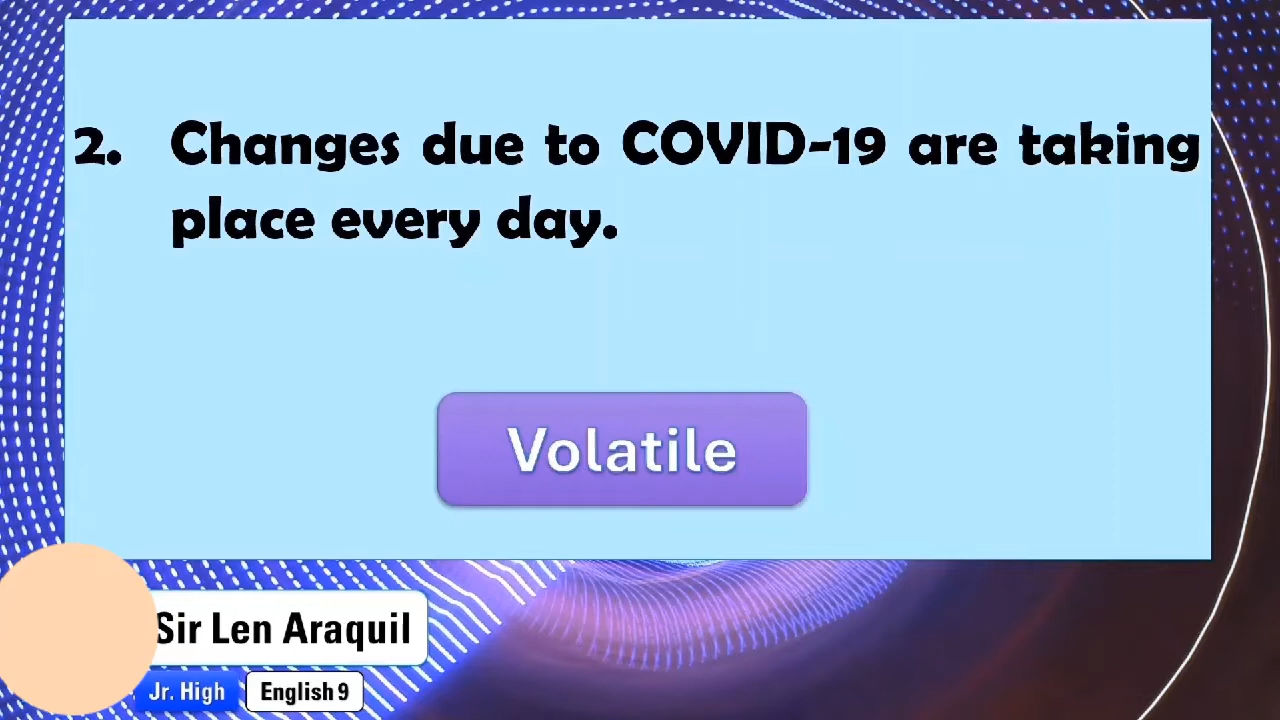 2. Changes due to COVID-19 are taking
place every day.
Volatile
Sir Len Araquil
Jr. High English 9